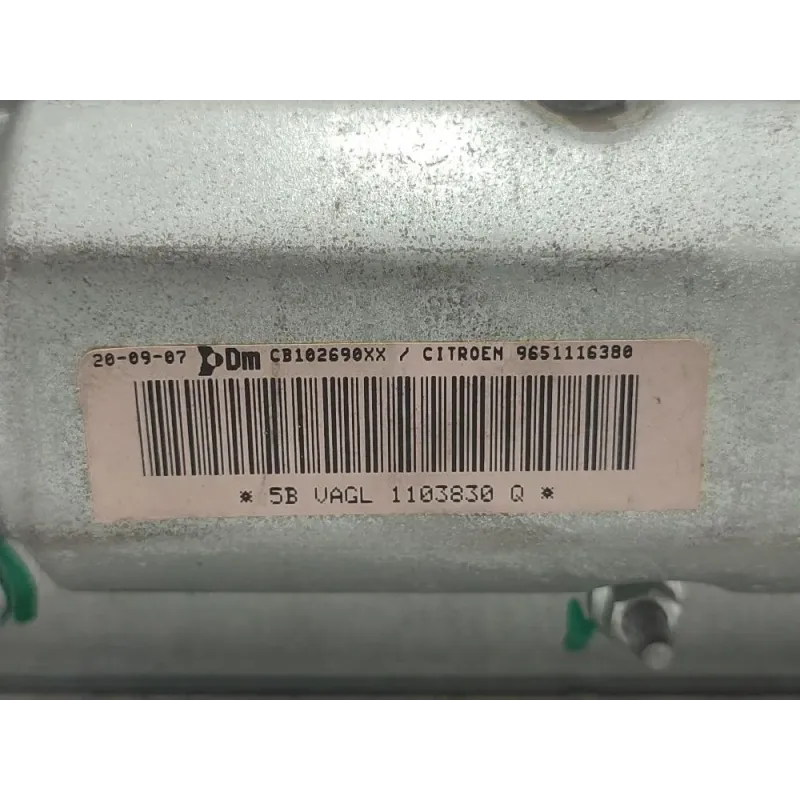 20-09-07 Dm CB102690XX / CITROEN 9651116380
* 5B VAGL 1103830 Q *